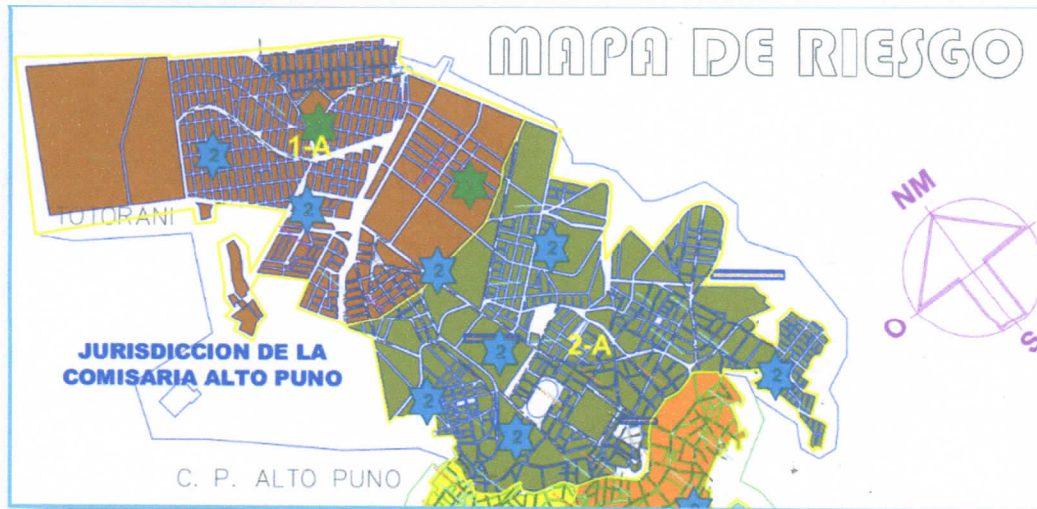 MAPA DE RIESGO
1-A
2
TOTORANI
2
2
2
NM
O
S
JURISDICCION DE LA
COMISARIA ALTO PUNO
2
2-A
2
2
2
C. P. ALTO PUNO